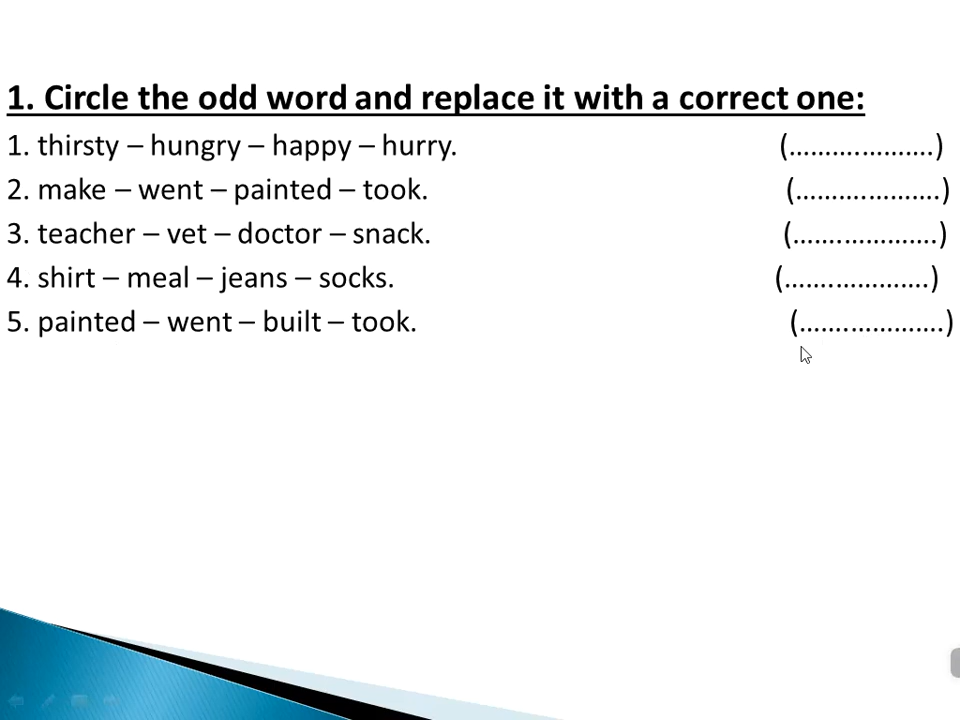 1. Circle the odd word and replace it with a correct one:
1. thirsty – hungry – happy – hurry. (....................)
2. make – went – painted – took. (....................)
3. teacher – vet – doctor – snack. (....................)
4. shirt – meal – jeans – socks. (....................)
5. painted – went – built – took. (....................)